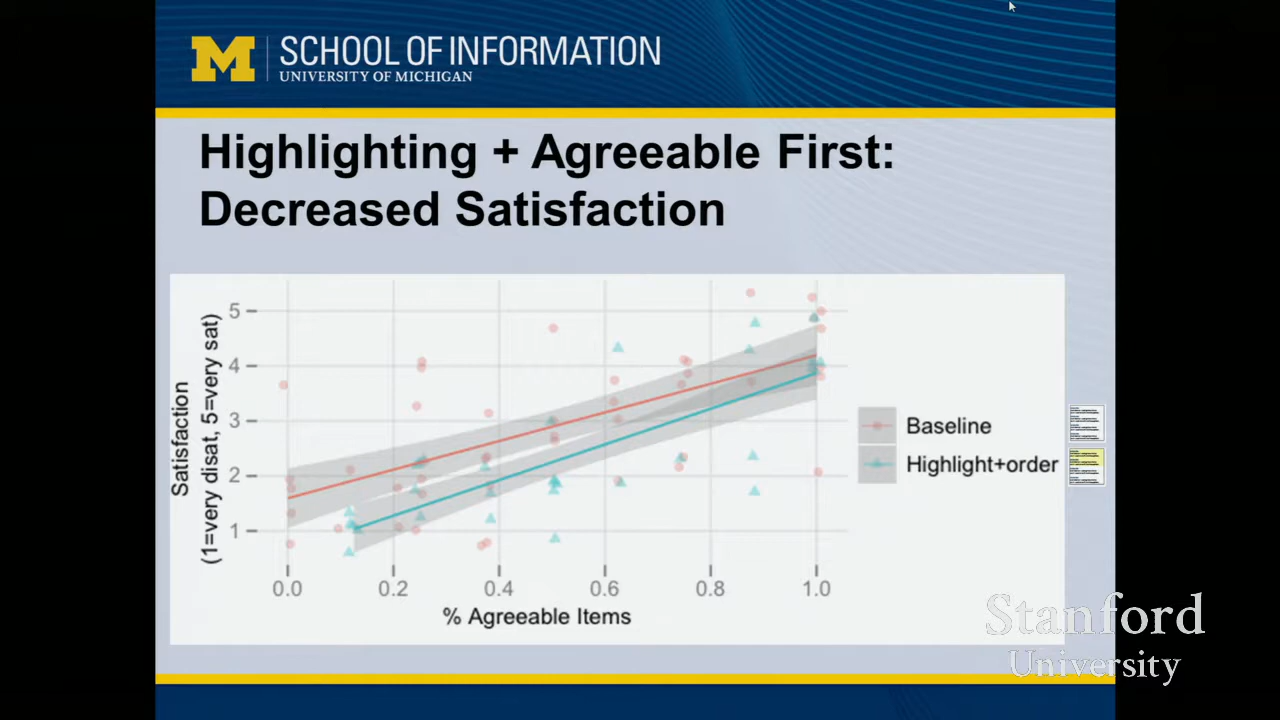 M SCHOOL OF INFORMATION
UNIVERSITY OF MICHIGAN
Highlighting + Agreeable First:
Decreased Satisfaction
Satisfaction
(1=very disat, 5=very sat)
5
4
3
2
1
0.0 0.2 0.4 0.6 0.8 1.0
% Agreeable Items
Baseline
Highlight+order
Stanford
University